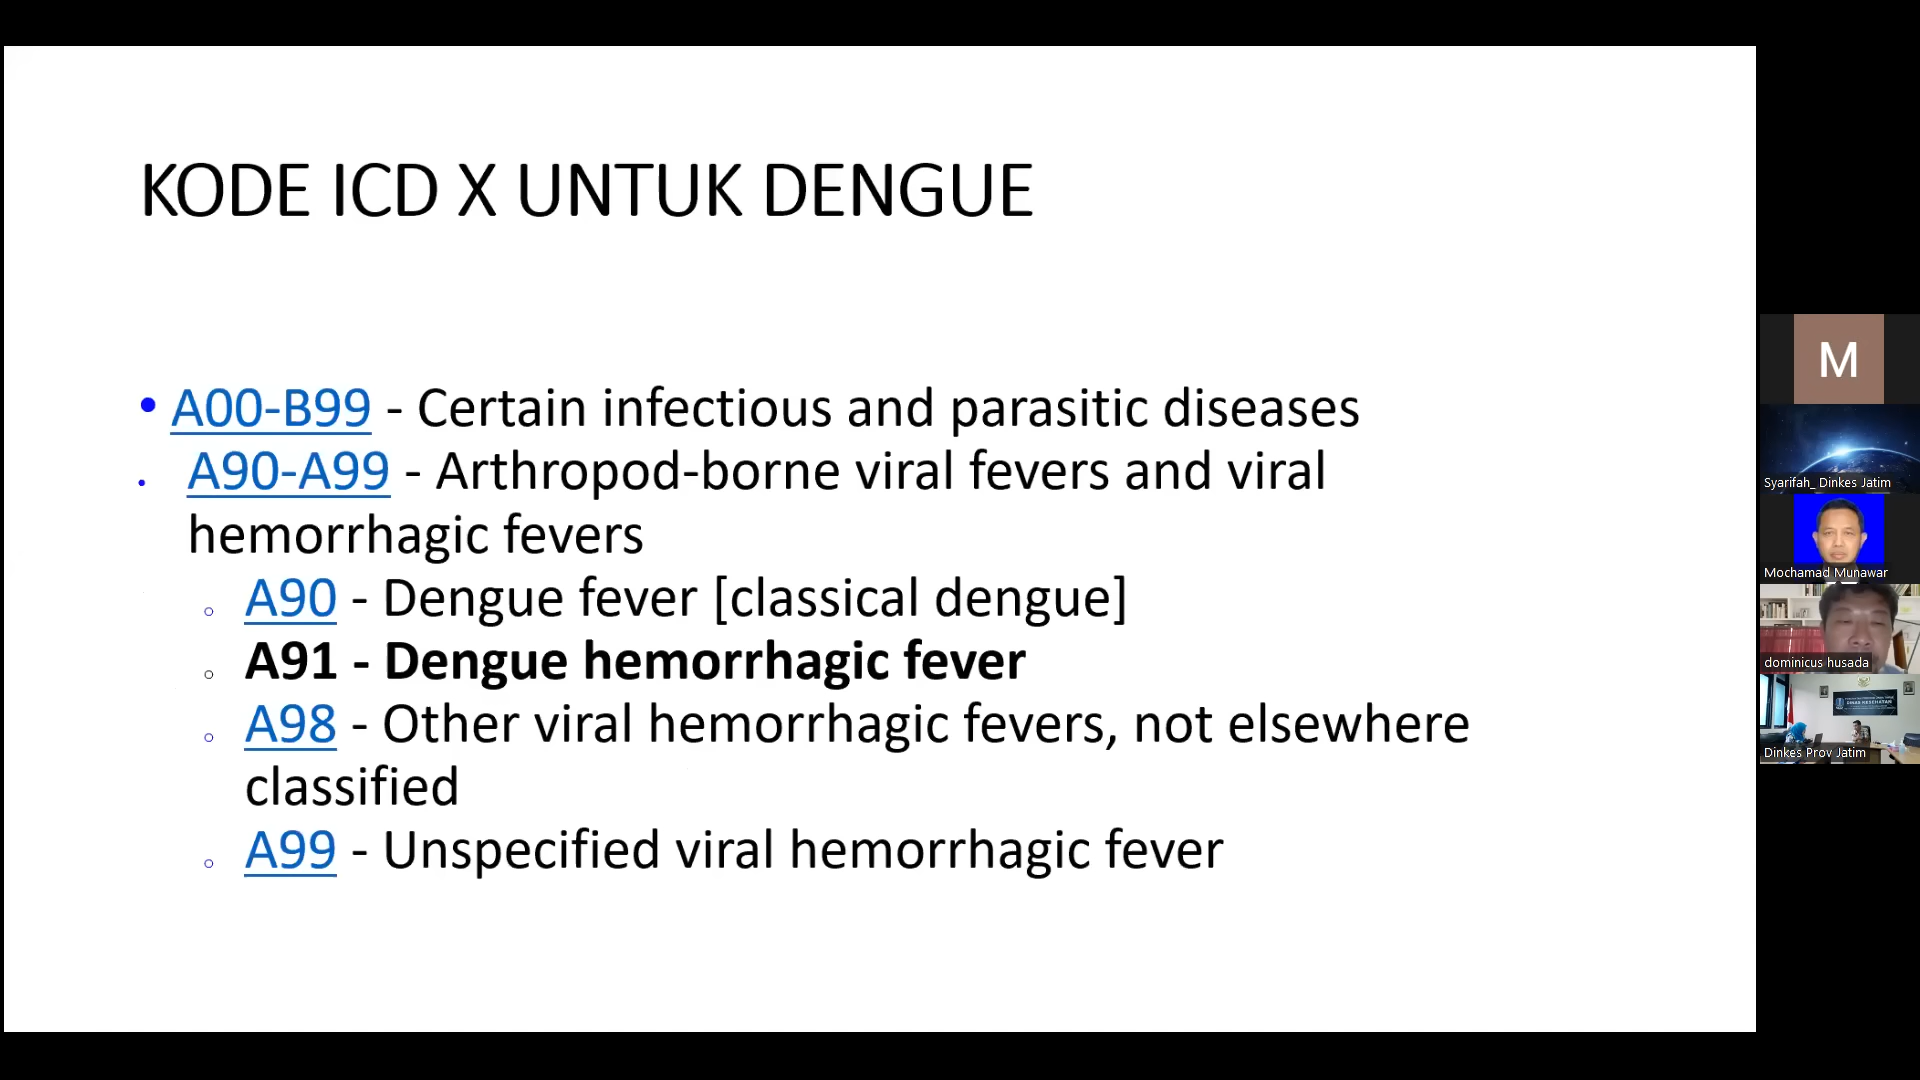 KODE ICD X UNTUK DENGUE
• A00-B99 - Certain infectious and parasitic diseases
• A90-A99 - Arthropod-borne viral fevers and viral
hemorrhagic fevers
○ A90 - Dengue fever [classical dengue]
○ A91 - Dengue hemorrhagic fever
○ A98 - Other viral hemorrhagic fevers, not elsewhere
classified
○ A99 - Unspecified viral hemorrhagic fever
M
Syarifah_ Dinkes Jatim
Mochamad Munawar
dominicus husada
DINAS KESEHATAN
Dinkes Prov Jatim